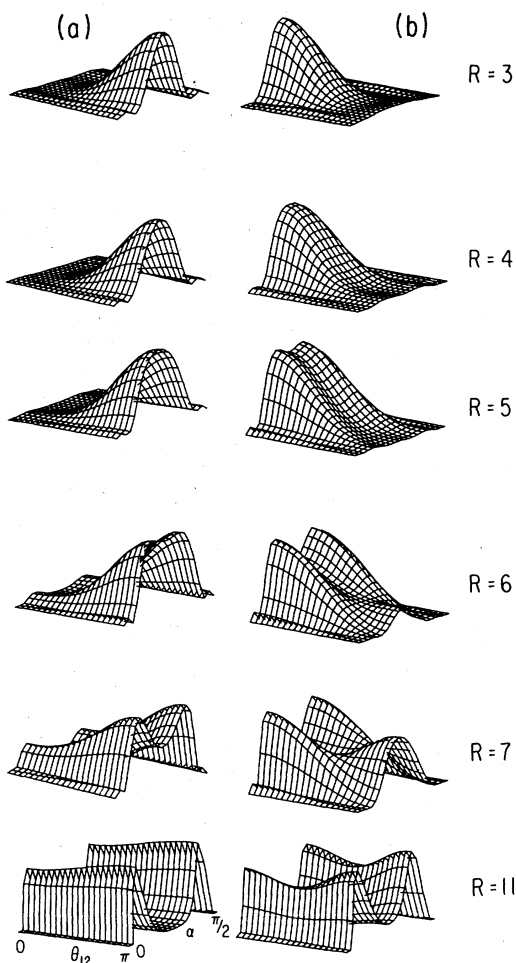 (a) (b)
R = 3
R = 4
R = 5
R = 6
R = 7
R = 11
0 π 0 α π/2
θ12